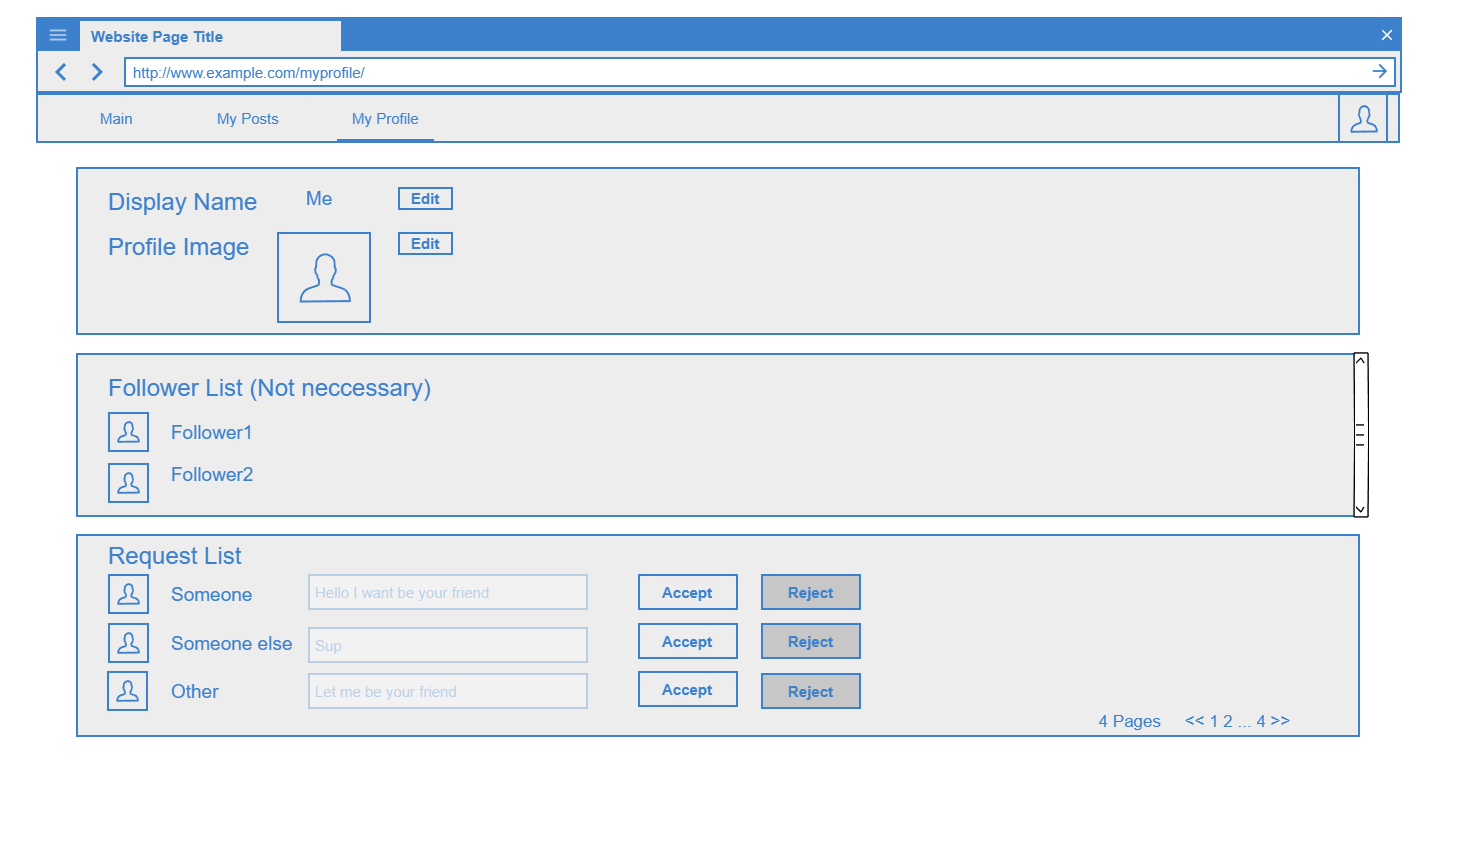 Website Page Title
http://www.example.com/myprofile/
Main My Posts My Profile
Display Name Me Edit
Profile Image Edit
Follower List (Not neccessary)
Follower1
Follower2
Request List
Someone Hello I want be your friend Accept Reject
Someone else Sup Accept Reject
Other Let me be your friend Accept Reject
4 Pages << 1 2 ... 4 >>